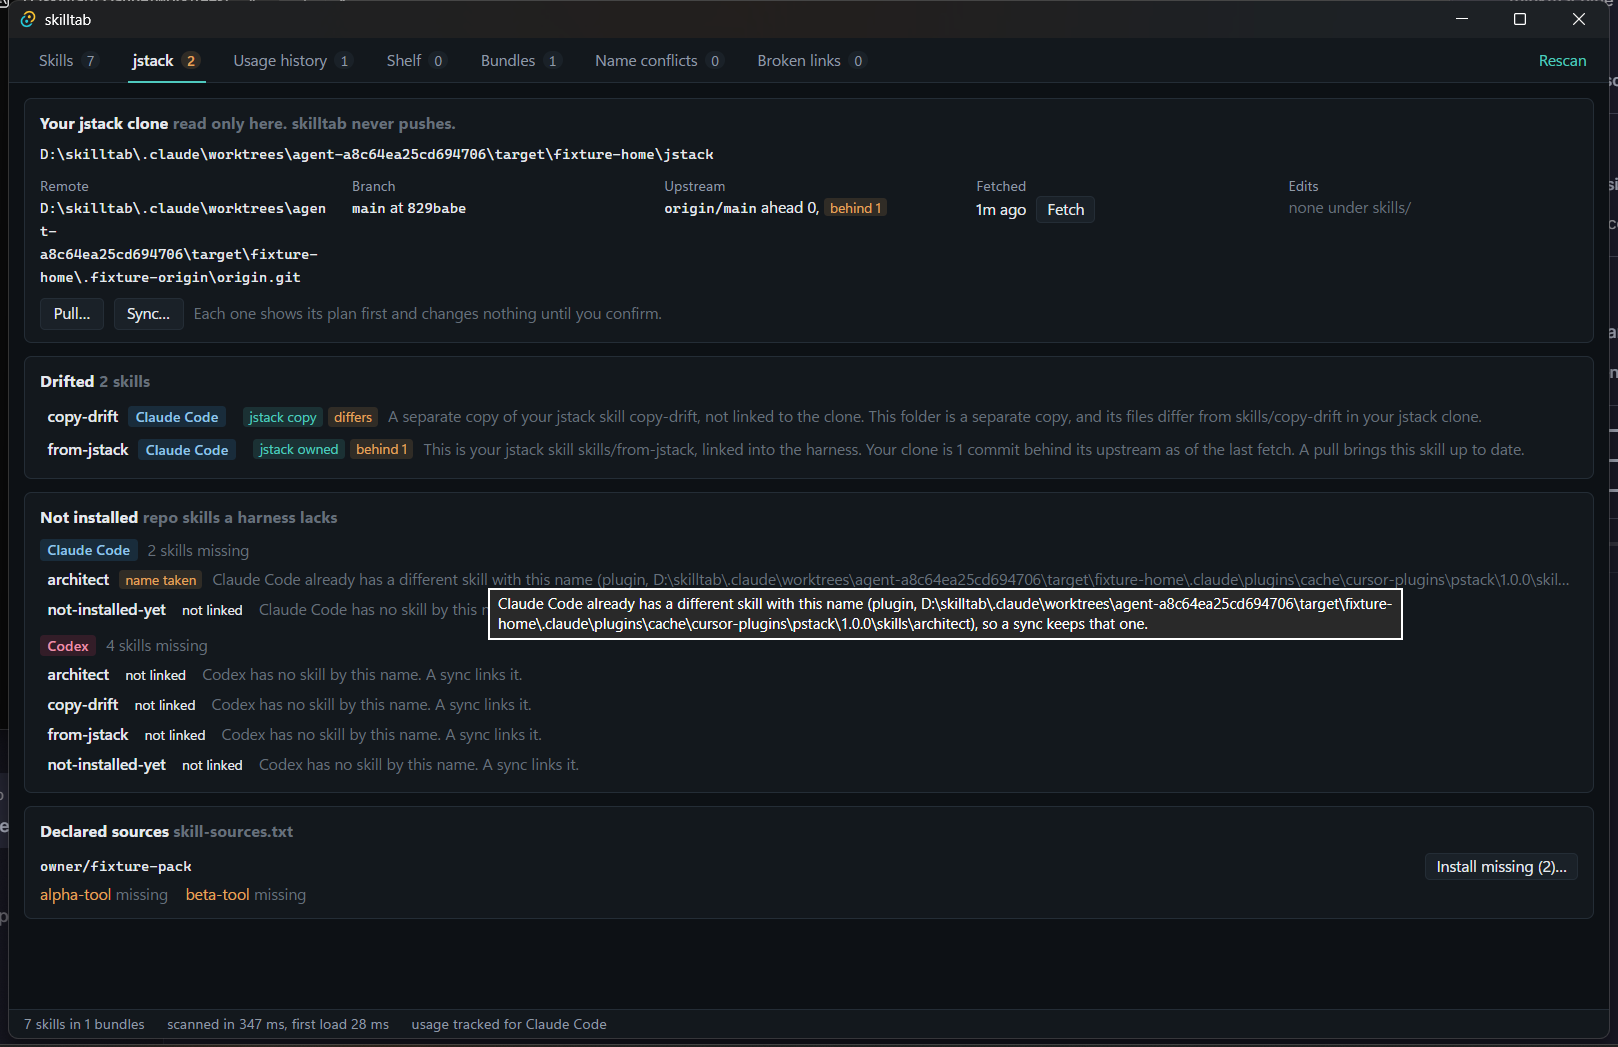 skilltab
Skills 7 jstack 2 Usage history 1 Shelf 0 Bundles 1 Name conflicts 0 Broken links 0 Rescan
Your jstack clone read only here. skilltab never pushes.
D:\skilltab\.claude\worktrees\agent-a8c64ea25cd694706\target\fixture-home\jstack
Remote Branch Upstream Fetched Edits
D:\skilltab\.claude\worktrees\agen main at 829babe origin/main ahead 0, behind 1 1m ago Fetch none under skills/
t-
a8c64ea25cd694706\target\fixture-
home\.fixture-origin\origin.git
Pull... Sync... Each one shows its plan first and changes nothing until you confirm.
Drifted 2 skills
copy-drift Claude Code jstack copy differs A separate copy of your jstack skill copy-drift, not linked to the clone. This folder is a separate copy, and its files differ from skills/copy-drift in your jstack clone.
from-jstack Claude Code jstack owned behind 1 This is your jstack skill skills/from-jstack, linked into the harness. Your clone is 1 commit behind its upstream as of the last fetch. A pull brings this skill up to date.
Not installed repo skills a harness lacks
Claude Code 2 skills missing
architect name taken Claude Code already has a different skill with this name (plugin, D:\skilltab\.claude\worktrees\agent-a8c64ea25cd694706\target\fixture-home\.claude\plugins\cache\cursor-plugins\pstack\1.0.0\skil...
not-installed-yet not linked Claude Code has no skill by this
Claude Code already has a different skill with this name (plugin, D:\skilltab\.claude\worktrees\agent-a8c64ea25cd694706\target\fixture-
home\.claude\plugins\cache\cursor-plugins\pstack\1.0.0\skills\architect), so a sync keeps that one.
Codex 4 skills missing
architect not linked Codex has no skill by this name. A sync links it.
copy-drift not linked Codex has no skill by this name. A sync links it.
from-jstack not linked Codex has no skill by this name. A sync links it.
not-installed-yet not linked Codex has no skill by this name. A sync links it.
Declared sources skill-sources.txt
owner/fixture-pack Install missing (2)...
alpha-tool missing beta-tool missing
7 skills in 1 bundles scanned in 347 ms, first load 28 ms usage tracked for Claude Code